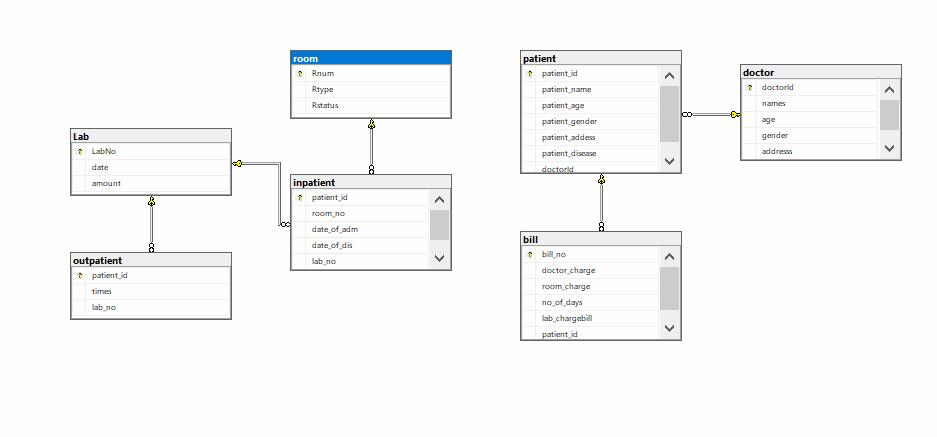 room
Rnum
Rtype
Rstatus
patient
patient_id
patient_name
patient_age
patient_gender
patient_addess
patient_disease
doctorId
doctor
doctorId
names
age
gender
addresss
Lab
LabNo
date
amount
inpatient
patient_id
room_no
date_of_adm
date_of_dis
lab_no
outpatient
patient_id
times
lab_no
bill
bill_no
doctor_charge
room_charge
no_of_days
lab_chargebill
patient_id